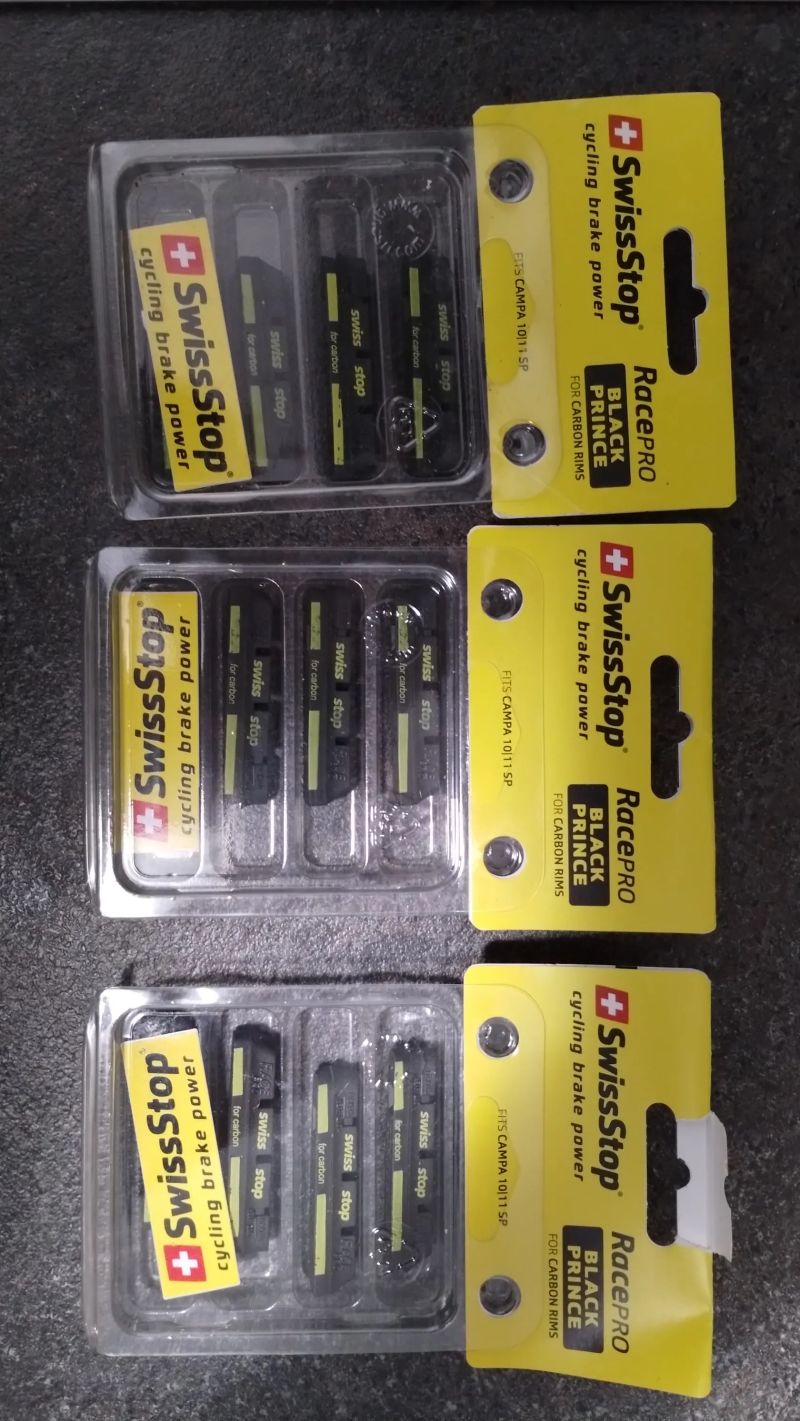 SwissStop®
cycling brake power
RacePRO
BLACK
PRINCE
FOR CARBON RIMS
FITS CAMPA 10|11 SP
swiss stop
for carbon
swiss stop
for carbon
swiss stop
for carbon
SwissStop®
cycling brake power
SwissStop®
cycling brake power
RacePRO
BLACK
PRINCE
FOR CARBON RIMS
FITS CAMPA 10|11 SP
swiss stop
for carbon
swiss stop
for carbon
swiss stop
for carbon
SwissStop®
cycling brake power
SwissStop®
cycling brake power
RacePRO
BLACK
PRINCE
FOR CARBON RIMS
FITS CAMPA 10|11 SP
swiss stop
for carbon
swiss stop
for carbon
swiss stop
for carbon
SwissStop®
cycling brake power